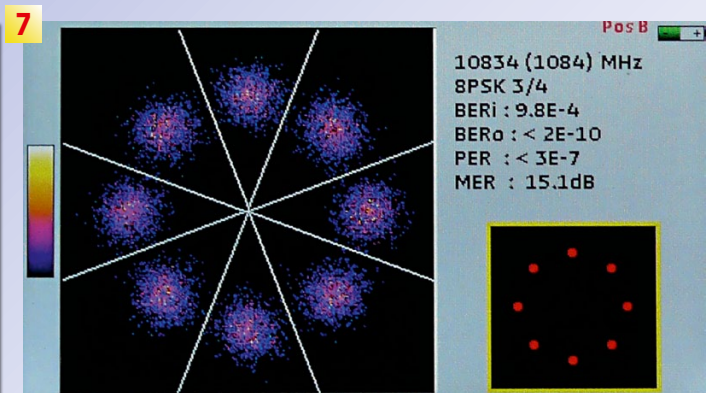 7
Pos B
10834 (1084) MHz
8PSK 3/4
BERi : 9.8E-4
BERo : < 2E-10
PER : < 3E-7
MER : 15.1dB